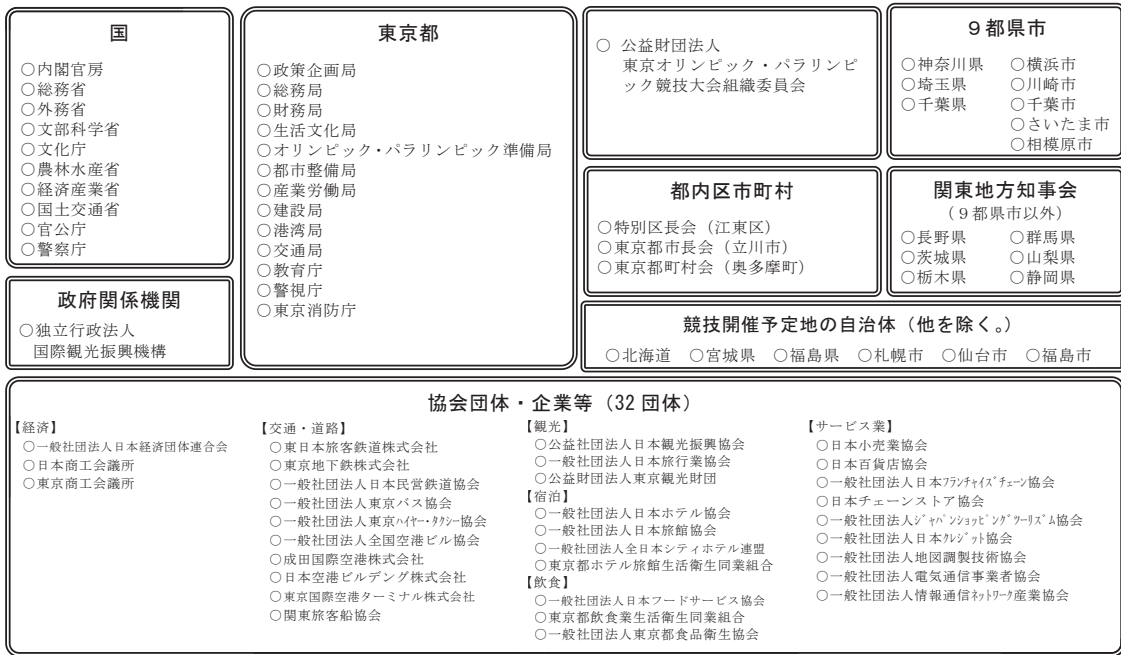 国
○内閣官房
○総務省
○外務省
○文部科学省
○文化庁
○農林水産省
○経済産業省
○国土交通省
○官公庁
○警察庁
政府関係機関
○独立行政法人
国際観光振興機構
東京都
○政策企画局
○総務局
○財務局
○生活文化局
○オリンピック・パラリンピック準備局
○都市整備局
○産業労働局
○建設局
○港湾局
○交通局
○教育庁
○警視庁
○東京消防庁
○ 公益財団法人
東京オリンピック・パラリンピ
ック競技大会組織委員会
9都県市
○神奈川県 ○横浜市
○埼玉県 ○川崎市
○千葉県 ○千葉市
○さいたま市
○相模原市
都内区市町村
○特別区長会(江東区)
○東京都市長会(立川市)
○東京都町村会(奥多摩町)
関東地方知事会
(9都県市以外)
○長野県 ○群馬県
○茨城県 ○山梨県
○栃木県 ○静岡県
競技開催予定地の自治体(他を除く。)
○北海道 ○宮城県 ○福島県 ○札幌市 ○仙台市 ○福島市
協会団体・企業等(32団体)
【経済】
○一般社団法人日本経済団体連合会
○日本商工会議所
○東京商工会議所
【交通・道路】
○東日本旅客鉄道株式会社
○東京地下鉄株式会社
○一般社団法人日本民営鉄道協会
○一般社団法人東京バス協会
○一般社団法人東京ﾊｲﾔｰ・ﾀｸｼｰ協会
○一般社団法人全国空港ビル協会
○成田国際空港株式会社
○日本空港ビルデング株式会社
○東京国際空港ターミナル株式会社
○関東旅客船協会
【観光】
○公益社団法人日本観光振興協会
○一般社団法人日本旅行業協会
○公益財団法人東京観光財団
【宿泊】
○一般社団法人日本ホテル協会
○一般社団法人日本旅館協会
○一般社団法人全日本シティホテル連盟
○東京都ホテル旅館生活衛生同業組合
【飲食】
○一般社団法人日本フードサービス協会
○東京都飲食業生活衛生同業組合
○一般社団法人東京都食品衛生協会
【サービス業】
○日本小売業協会
○日本百貨店協会
○一般社団法人日本ﾌﾗﾝﾁｬｲｽﾞﾁｪｰﾝ協会
○日本チェーンストア協会
○一般社団法人ｼﾞｬﾊﾟﾝｼｮｯﾋﾟﾝｸﾞﾂｰﾘｽﾞﾑ協会
○一般社団法人日本ｸﾚｼﾞｯﾄ協会
○一般社団法人地図調製技術協会
○一般社団法人電気通信事業者協会
○一般社団法人情報通信ﾈｯﾄﾜｰｸ産業協会